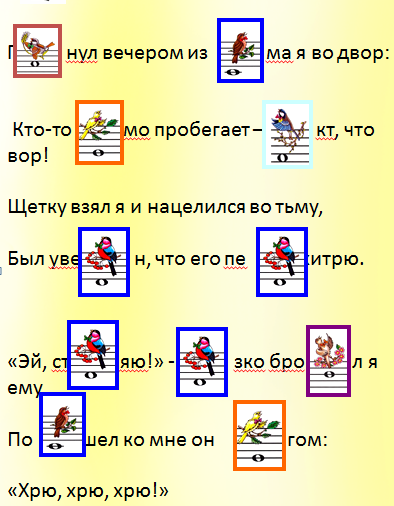 Г нул вечером из ма я во двор:
Кто-то мо пробегает – кт, что
вор!
Щетку взял я и нацелился во тьму,
Был уве н, что его пе хитрю.
«Эй, ст яю!» - зко бро л я
ему
По шел ко мне он гом:
«Хрю, хрю, хрю!»